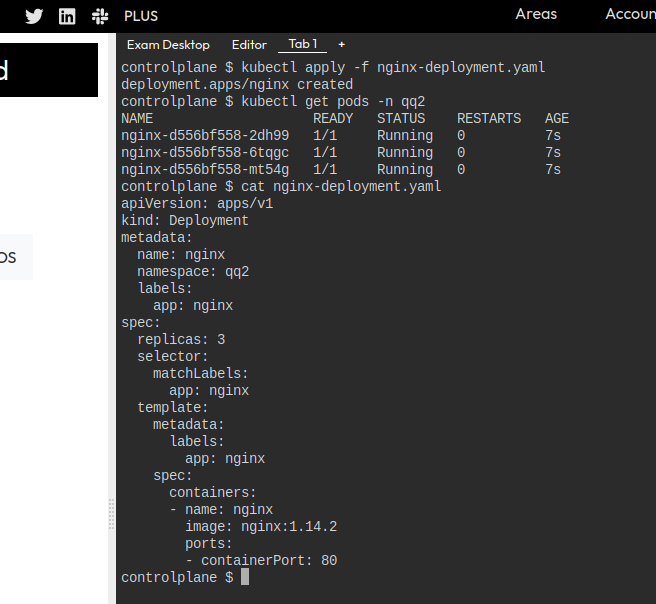 PLUS
Areas
Accoun
Exam Desktop Editor Tab 1 +
d
OS
controlplane $ kubectl apply -f nginx-deployment.yaml
deployment.apps/nginx created
controlplane $ kubectl get pods -n qq2
NAME READY STATUS RESTARTS AGE
nginx-d556bf558-2dh99 1/1 Running 0 7s
nginx-d556bf558-6tqgc 1/1 Running 0 7s
nginx-d556bf558-mt54g 1/1 Running 0 7s
controlplane $ cat nginx-deployment.yaml
apiVersion: apps/v1
kind: Deployment
metadata:
  name: nginx
  namespace: qq2
  labels:
    app: nginx
spec:
  replicas: 3
  selector:
    matchLabels:
      app: nginx
  template:
    metadata:
      labels:
        app: nginx
    spec:
      containers:
      - name: nginx
        image: nginx:1.14.2
        ports:
        - containerPort: 80
controlplane $